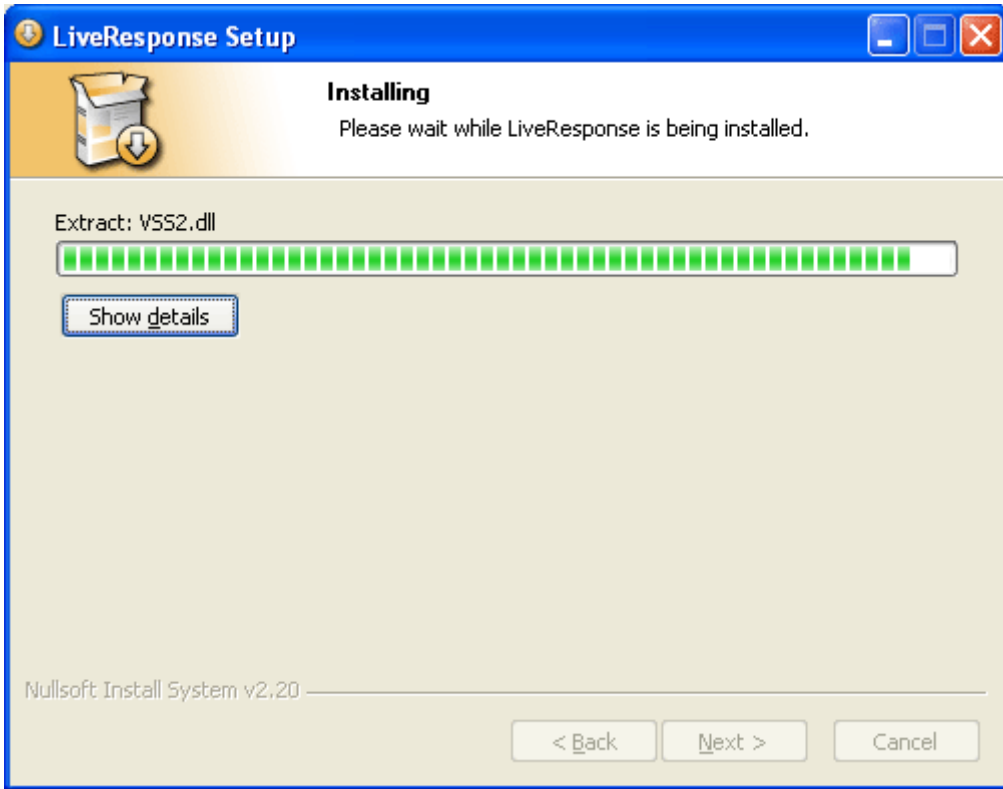 LiveResponse Setup
Installing
Please wait while LiveResponse is being installed.
Extract: VSS2.dll
Show details
Nullsoft Install System v2.20
< Back Next > Cancel